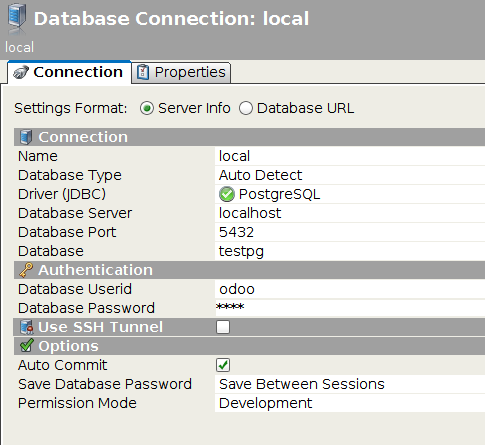 Database Connection: local
local
Connection
Properties
Settings Format: Server Info Database URL
Connection
Name local
Database Type Auto Detect
Driver (JDBC) PostgreSQL
Database Server localhost
Database Port 5432
Database testpg
Authentication
Database Userid odoo
Database Password ****
Use SSH Tunnel
Options
Auto Commit
Save Database Password Save Between Sessions
Permission Mode Development